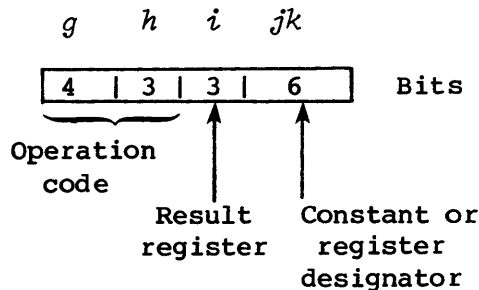 g h i jk
4 | 3 | 3 | 6 Bits
Operation
code
Result
register
Constant or
register
designator